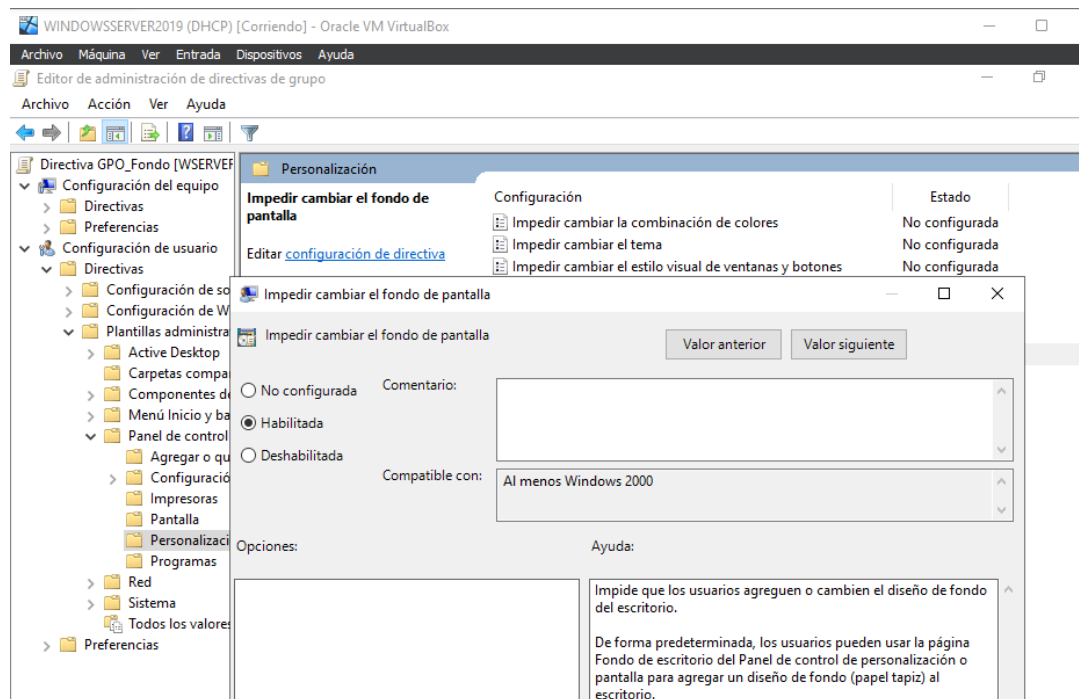 WINDOWSSERVER2019 (DHCP) [Corriendo] - Oracle VM VirtualBox
Archivo Máquina Ver Entrada Dispositivos Ayuda
Editor de administración de directivas de grupo
Archivo Acción Ver Ayuda
Directiva GPO_Fondo [WSERVER
Configuración del equipo
Directivas
Preferencias
Configuración de usuario
Directivas
Configuración de so
Configuración de W
Plantillas administra
Active Desktop
Carpetas compa
Componentes de
Menú Inicio y ba
Panel de control
Agregar o qu
Configuració
Impresoras
Pantalla
Personalizaci
Programas
Red
Sistema
Todos los valores
Preferencias
Personalización
Impedir cambiar el fondo de
pantalla
Editar configuración de directiva
Configuración Estado
Impedir cambiar la combinación de colores No configurada
Impedir cambiar el tema No configurada
Impedir cambiar el estilo visual de ventanas y botones No configurada
Impedir cambiar el fondo de pantalla
Impedir cambiar el fondo de pantalla
Valor anterior Valor siguiente
No configurada
Habilitada
Deshabilitada
Comentario:
Compatible con:
Al menos Windows 2000
Opciones:
Ayuda:
Impide que los usuarios agreguen o cambien el diseño de fondo
del escritorio.
De forma predeterminada, los usuarios pueden usar la página
Fondo de escritorio del Panel de control de personalización o
pantalla para agregar un diseño de fondo (papel tapiz) al
escritorio.